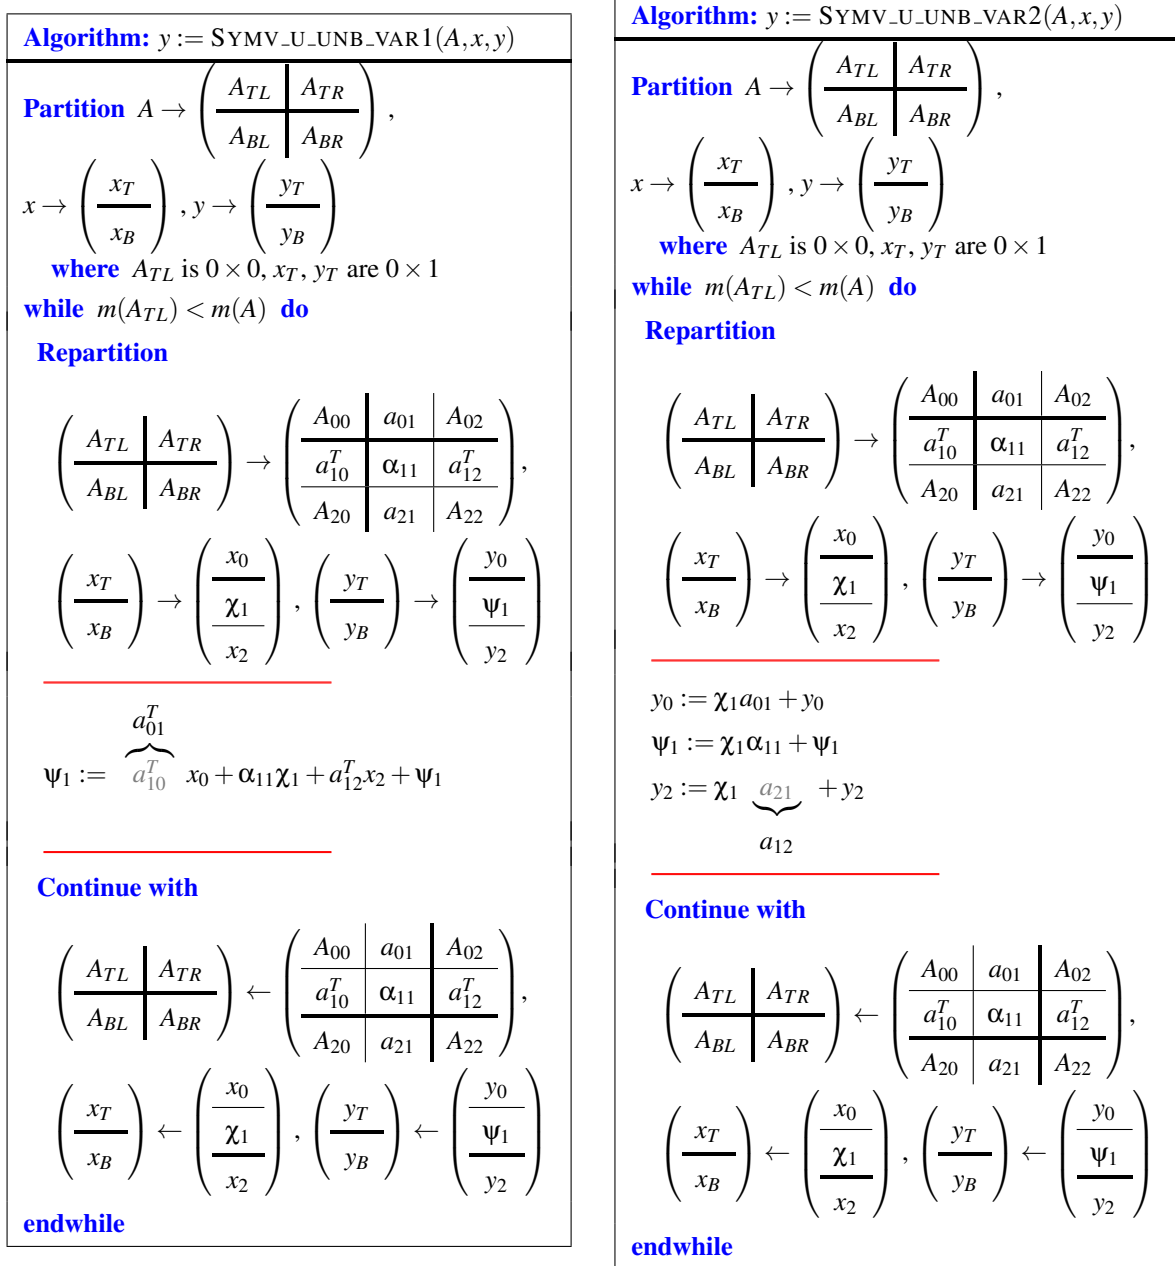 Algorithm: y := SYMV_U_UNB_VAR1(A,x,y)
Partition A → ( A_TL | A_TR ) ,
( A_BL | A_BR )
x → ( x_T ) , y → ( y_T )
( x_B ) ( y_B )
where A_TL is 0 × 0, x_T, y_T are 0 × 1
while m(A_TL) < m(A) do
Repartition
( A_TL | A_TR ) → ( A_00 | a_01 | A_02 )
( A_BL | A_BR ) ( a_10^T | α_11 | a_12^T ) ,
( A_20 | a_21 | A_22 )
( x_T ) → ( x_0 ) , ( y_T ) → ( y_0 )
( x_B ) ( χ_1 ) ( y_B ) ( ψ_1 )
( x_2 ) ( y_2 )
a_01^T
ψ_1 := a_10^T x_0 + α_11 χ_1 + a_12^T x_2 + ψ_1
Continue with
( A_TL | A_TR ) ← ( A_00 | a_01 | A_02 )
( A_BL | A_BR ) ( a_10^T | α_11 | a_12^T ) ,
( A_20 | a_21 | A_22 )
( x_T ) ← ( x_0 ) , ( y_T ) ← ( y_0 )
( x_B ) ( χ_1 ) ( y_B ) ( ψ_1 )
( x_2 ) ( y_2 )
endwhile
Algorithm: y := SYMV_U_UNB_VAR2(A,x,y)
Partition A → ( A_TL | A_TR ) ,
( A_BL | A_BR )
x → ( x_T ) , y → ( y_T )
( x_B ) ( y_B )
where A_TL is 0 × 0, x_T, y_T are 0 × 1
while m(A_TL) < m(A) do
Repartition
( A_TL | A_TR ) → ( A_00 | a_01 | A_02 )
( A_BL | A_BR ) ( a_10^T | α_11 | a_12^T ) ,
( A_20 | a_21 | A_22 )
( x_T ) → ( x_0 ) , ( y_T ) → ( y_0 )
( x_B ) ( χ_1 ) ( y_B ) ( ψ_1 )
( x_2 ) ( y_2 )
y_0 := χ_1 a_01 + y_0
ψ_1 := χ_1 α_11 + ψ_1
y_2 := χ_1 a_21 + y_2
a_12
Continue with
( A_TL | A_TR ) ← ( A_00 | a_01 | A_02 )
( A_BL | A_BR ) ( a_10^T | α_11 | a_12^T ) ,
( A_20 | a_21 | A_22 )
( x_T ) ← ( x_0 ) , ( y_T ) ← ( y_0 )
( x_B ) ( χ_1 ) ( y_B ) ( ψ_1 )
( x_2 ) ( y_2 )
endwhile